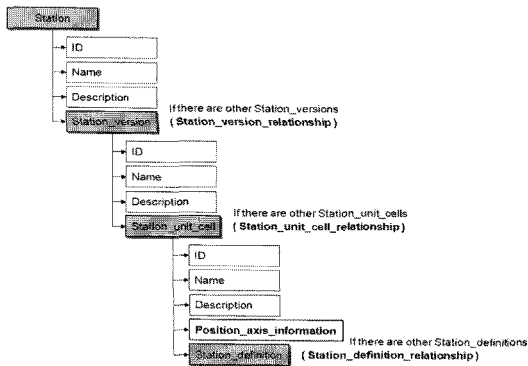 Station
ID
Name
Description
If there are other Station_versions
Station_version
( Station_version_relationship )
ID
Name
Description
If there are other Station_unit_cells
Station_unit_cell
( Station_unit_cell_relationship )
ID
Name
Description
Position_axis_information
If there are other Station_definitions
Station_definition
( Station_definition_relationship )